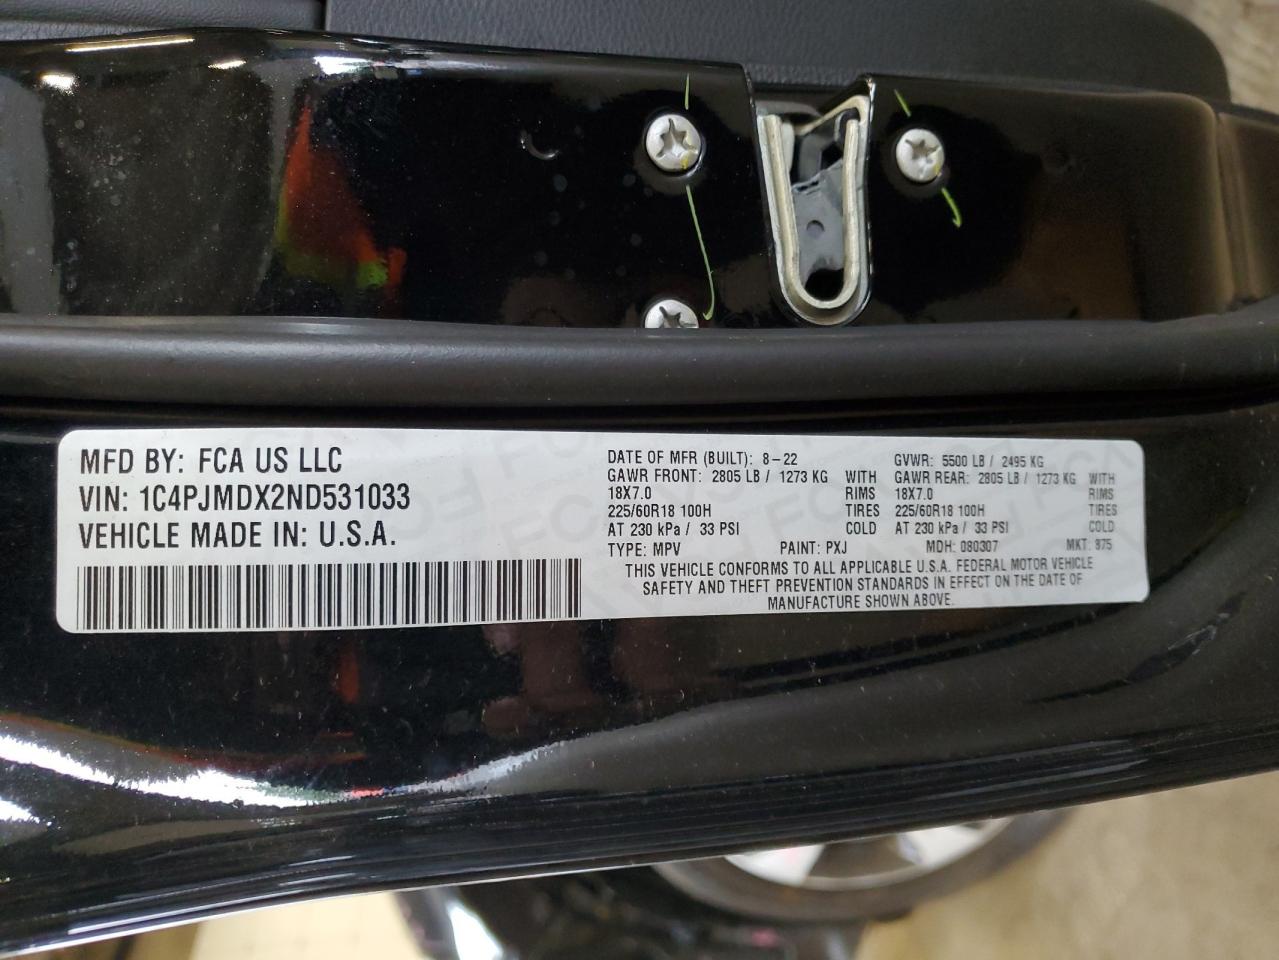 MFD BY: FCA US LLC
VIN: 1C4PJMDX2ND531033
VEHICLE MADE IN: U.S.A.
DATE OF MFR (BUILT): 8-22 GVWR: 5500 LB / 2495 KG
GAWR FRONT: 2805 LB / 1273 KG WITH GAWR REAR: 2805 LB / 1273 KG WITH
18X7.0 RIMS 18X7.0 RIMS
225/60R18 100H TIRES 225/60R18 100H TIRES
AT 230 kPa / 33 PSI COLD AT 230 kPa / 33 PSI COLD
TYPE: MPV PAINT: PXJ MDH: 080307 MKT: 975
THIS VEHICLE CONFORMS TO ALL APPLICABLE U.S.A. FEDERAL MOTOR VEHICLE
SAFETY AND THEFT PREVENTION STANDARDS IN EFFECT ON THE DATE OF
MANUFACTURE SHOWN ABOVE.